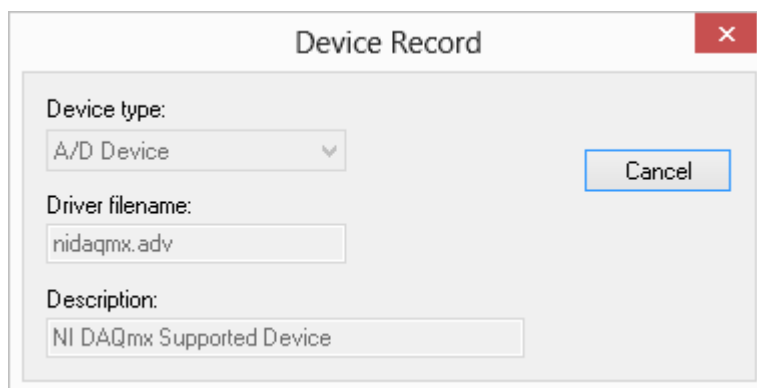 Device Record
Device type:
A/D Device
Cancel
Driver filename:
nidaqmx.adv
Description:
NI DAQmx Supported Device